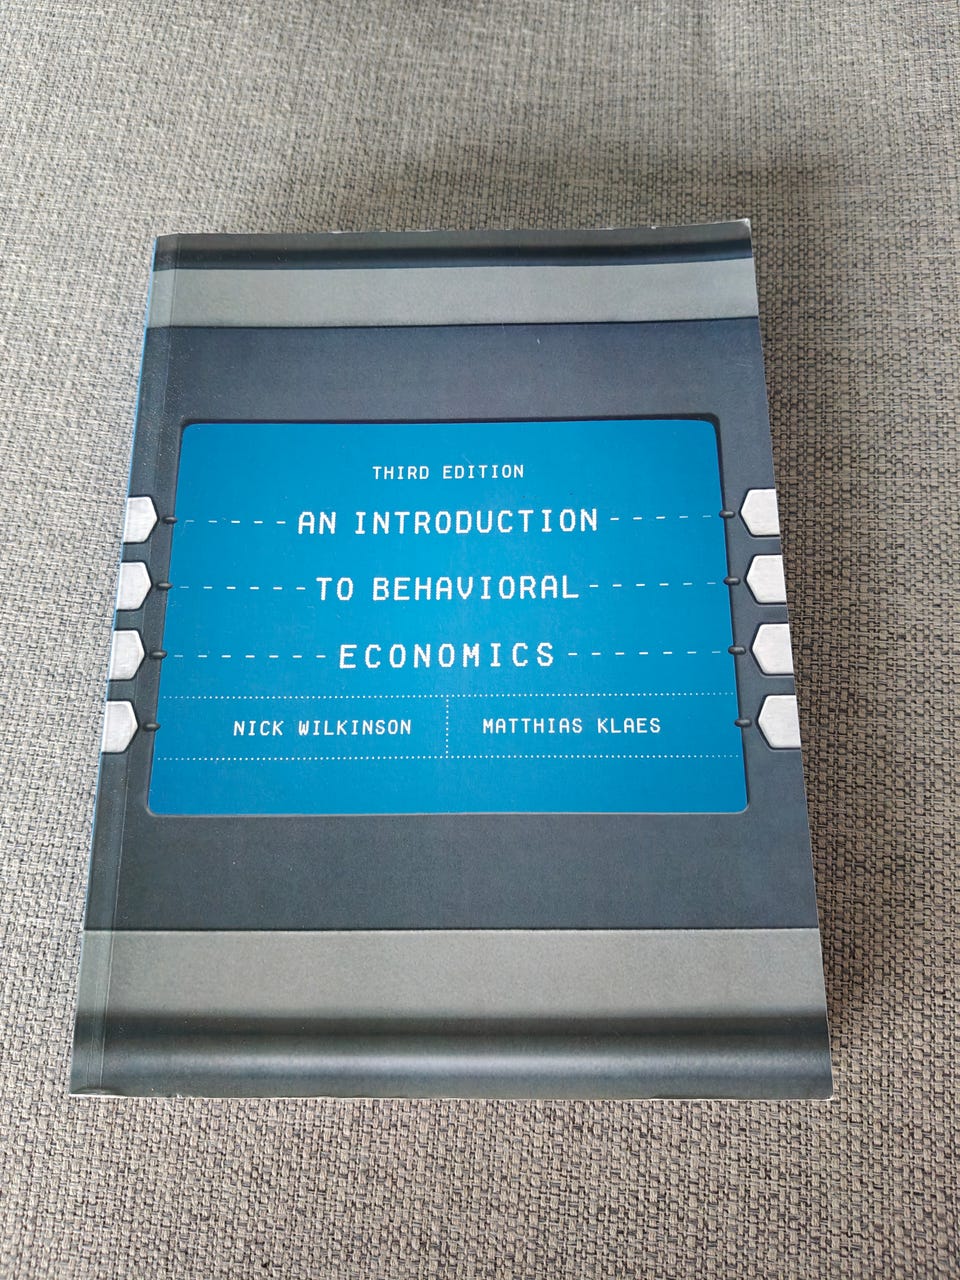 THIRD EDITION
AN INTRODUCTION
TO BEHAVIORAL
ECONOMICS
NICK WILKINSON
MATTHIAS KLAES